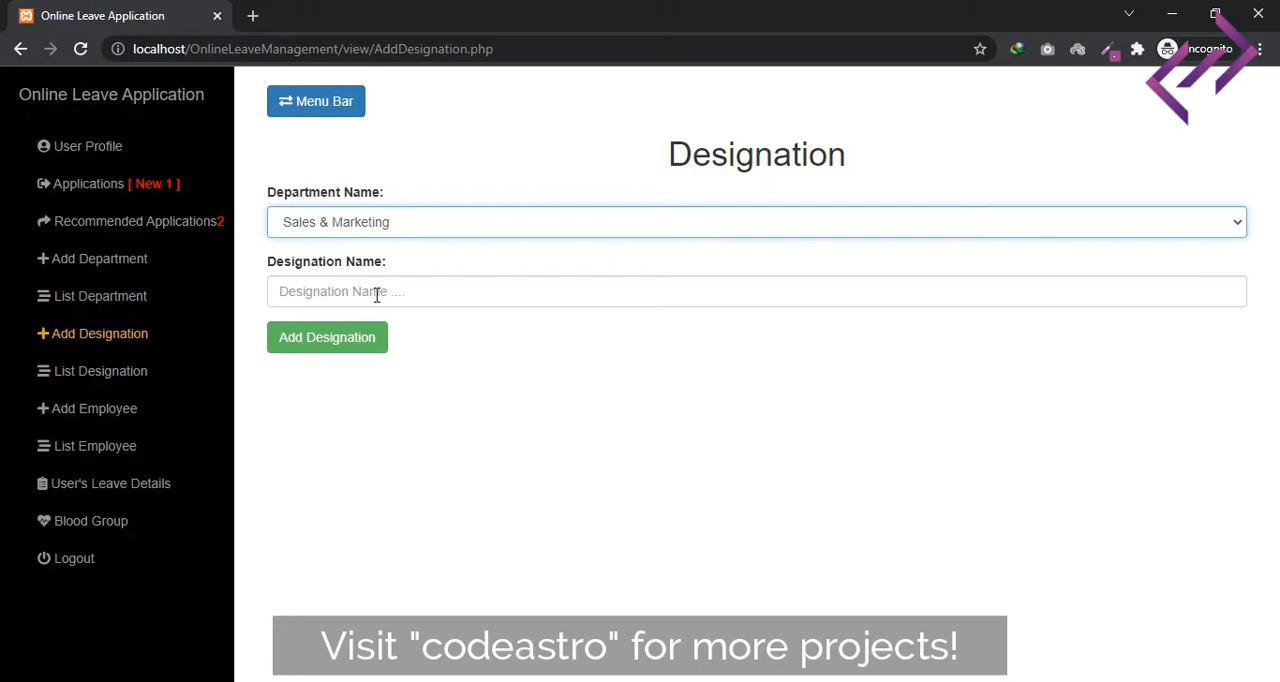 Online Leave Application
localhost/OnlineLeaveManagement/view/AddDesignation.php
Incognito
Online Leave Application
User Profile
Applications [ New 1 ]
Recommended Applications2
Add Department
List Department
Add Designation
List Designation
Add Employee
List Employee
User's Leave Details
Blood Group
Logout
Menu Bar
Designation
Department Name:
Sales & Marketing
Designation Name:
Designation Name ....
Add Designation
Visit "codeastro" for more projects!